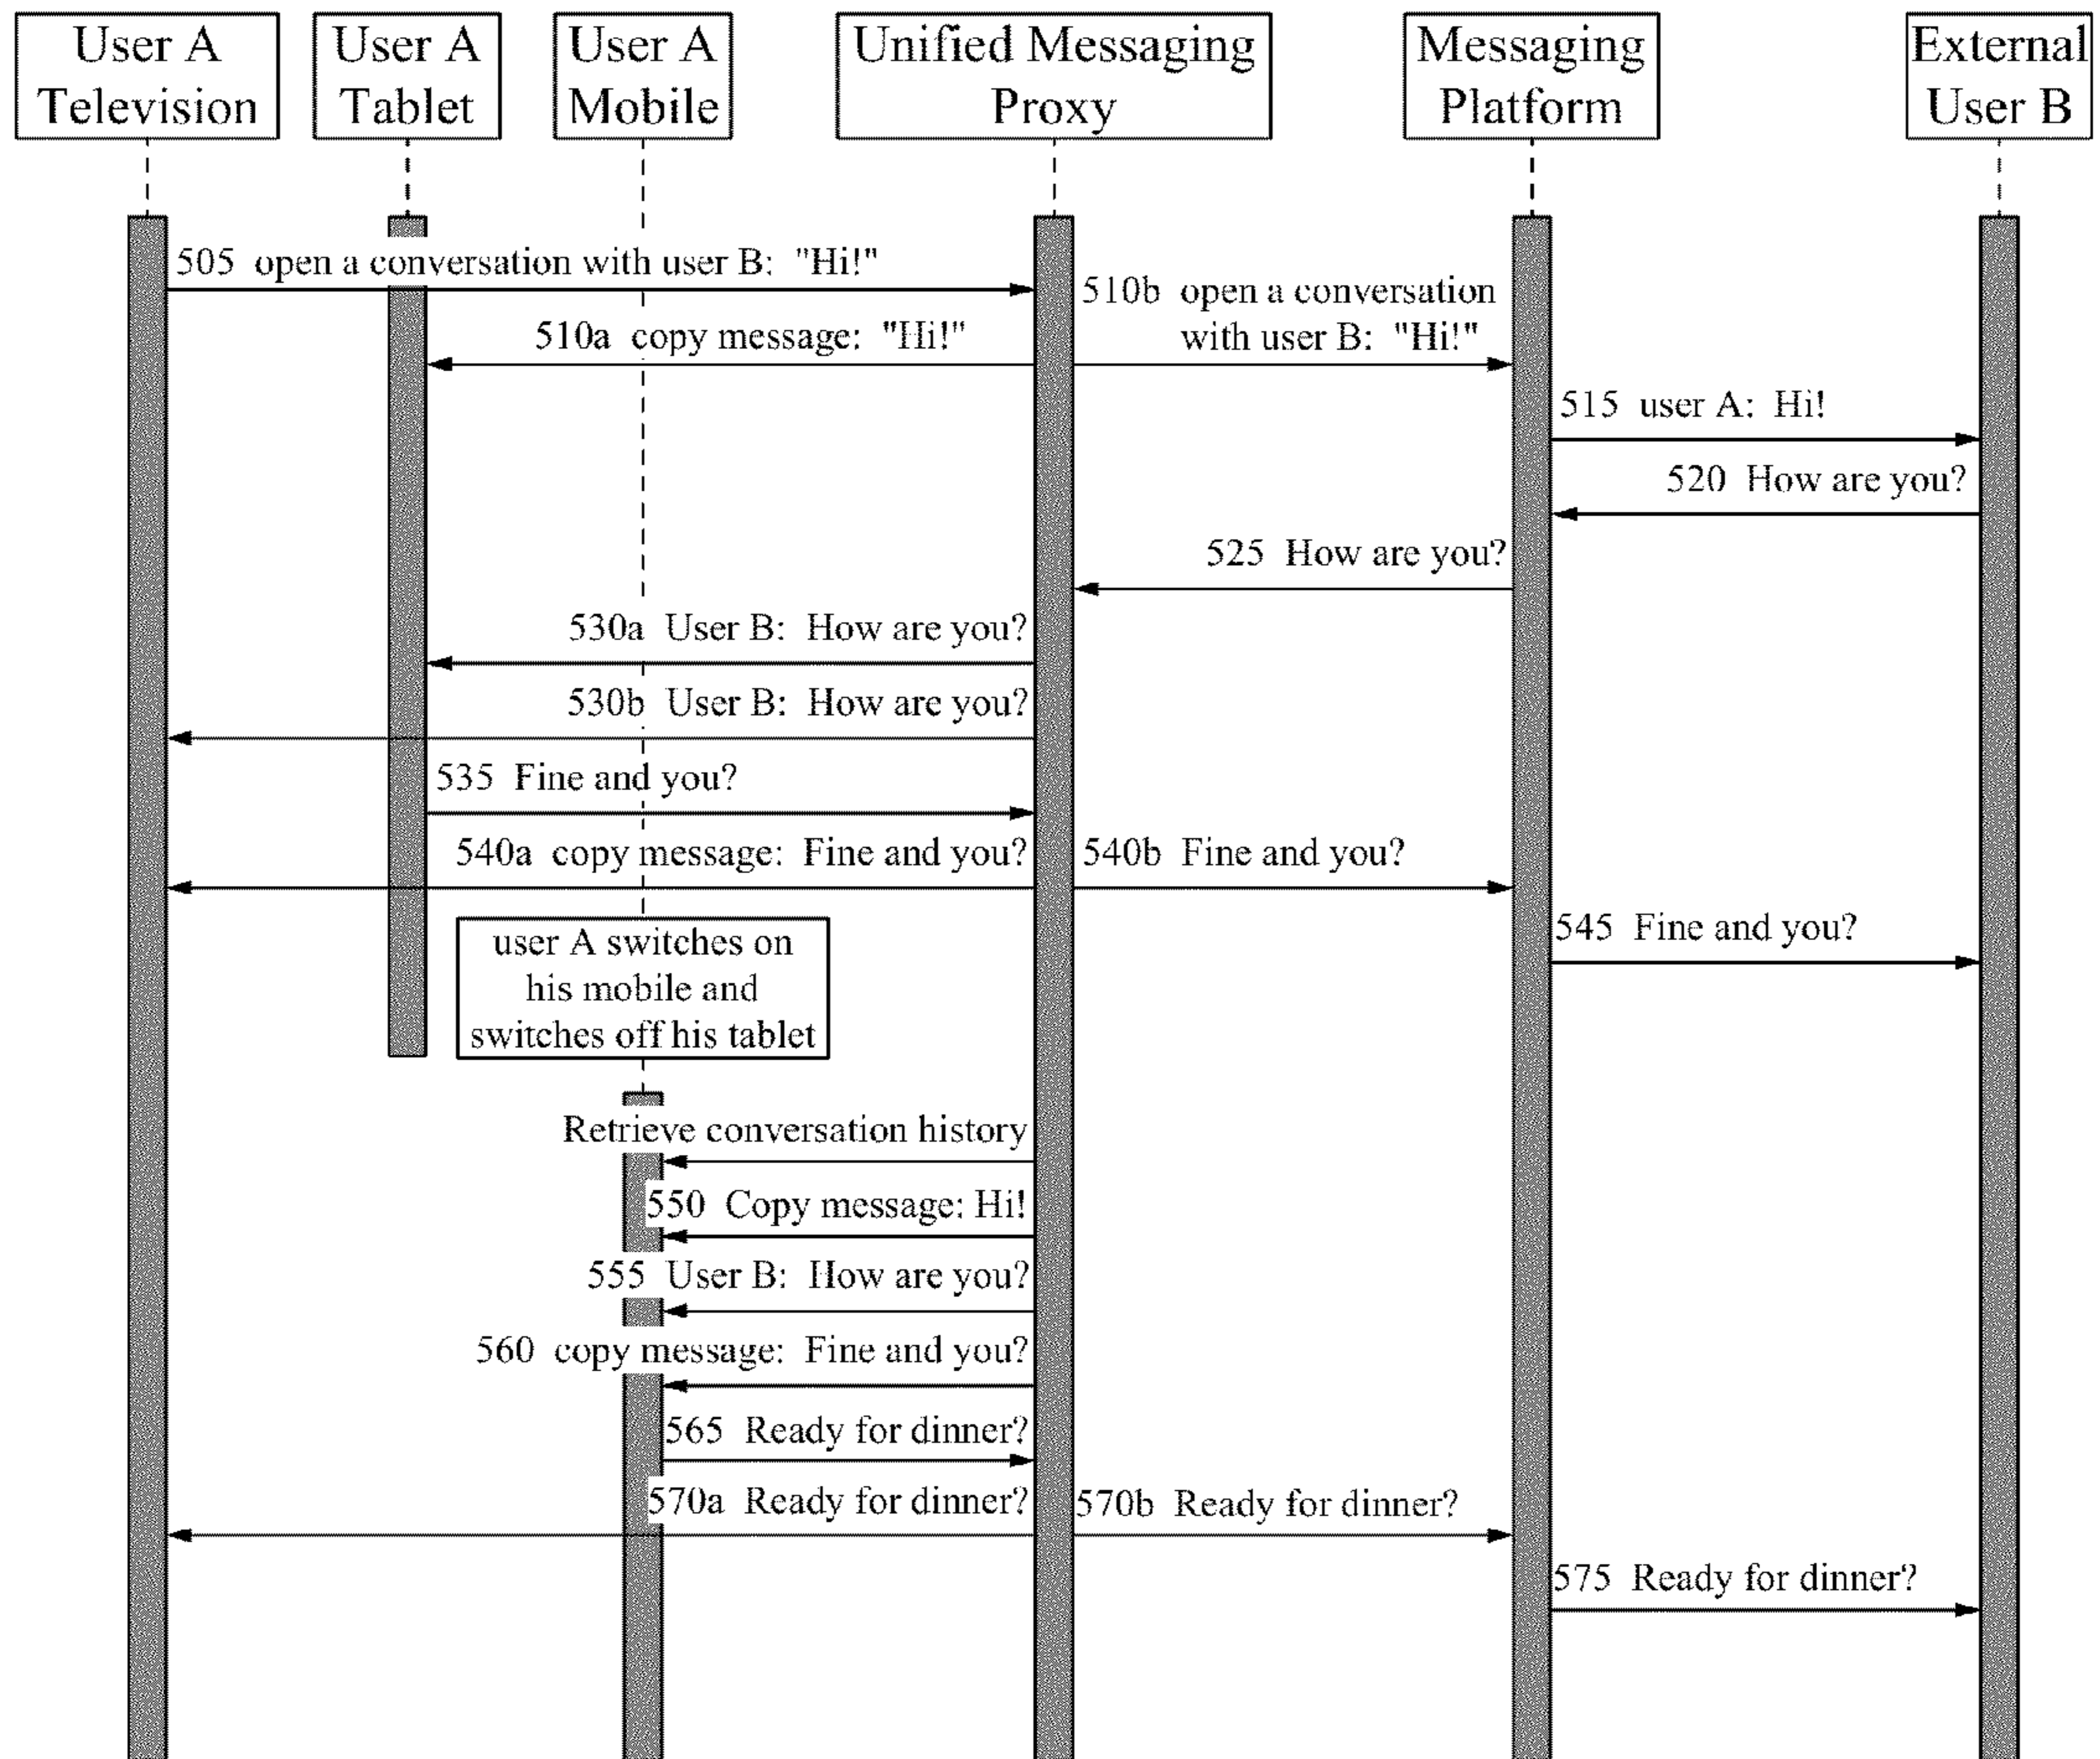 User A
Television
User A
Tablet
User A
Mobile
Unified Messaging
Proxy
Messaging
Platform
External
User B
505 open a conversation with user B: "Hi!"
510b open a conversation
with user B: "Hi!"
510a copy message: "Hi!"
515 user A: Hi!
520 How are you?
525 How are you?
530a User B: How are you?
530b User B: How are you?
535 Fine and you?
540a copy message: Fine and you?
540b Fine and you?
545 Fine and you?
user A switches on
his mobile and
switches off his tablet
Retrieve conversation history
550 Copy message: Hi!
555 User B: How are you?
560 copy message: Fine and you?
565 Ready for dinner?
570a Ready for dinner?
570b Ready for dinner?
575 Ready for dinner?